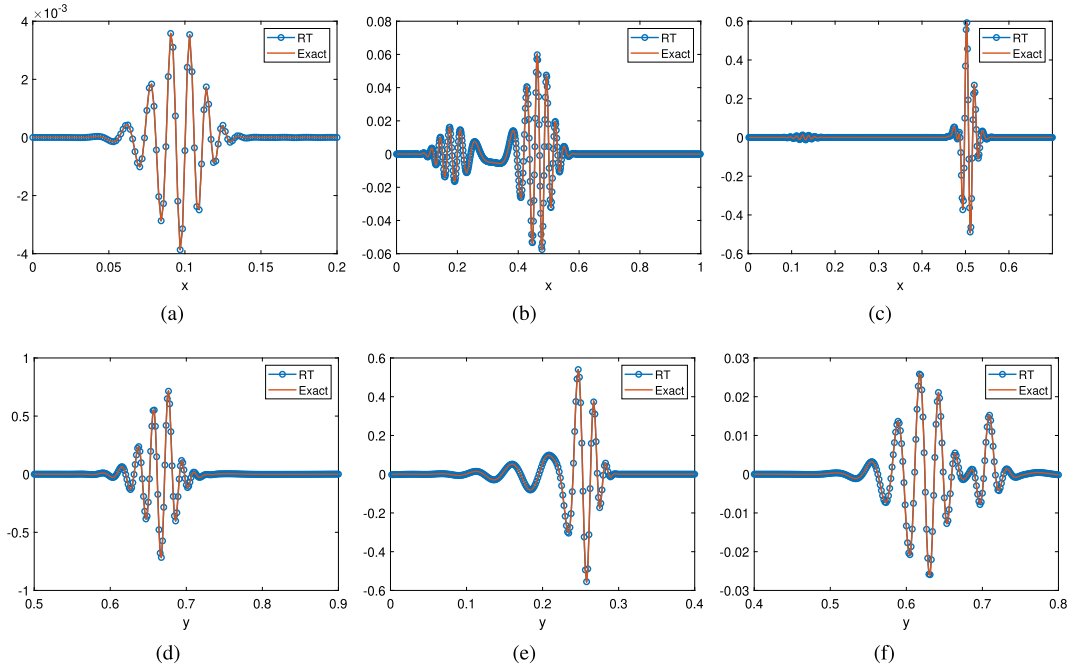 ×10⁻³
4
2
0
-2
-4
0 0.05 0.1 0.15 0.2
x
RT
Exact
(a)
0.08
0.06
0.04
0.02
0
-0.02
-0.04
-0.06
0 0.2 0.4 0.6 0.8 1
x
RT
Exact
(b)
0.6
0.4
0.2
0
-0.2
-0.4
-0.6
0 0.1 0.2 0.3 0.4 0.5 0.6
x
RT
Exact
(c)
1
0.5
0
-0.5
-1
0.5 0.6 0.7 0.8 0.9
y
RT
Exact
(d)
0.6
0.4
0.2
0
-0.2
-0.4
-0.6
0 0.1 0.2 0.3 0.4
y
RT
Exact
(e)
0.03
0.02
0.01
0
-0.01
-0.02
-0.03
0.4 0.5 0.6 0.7 0.8
y
RT
Exact
(f)